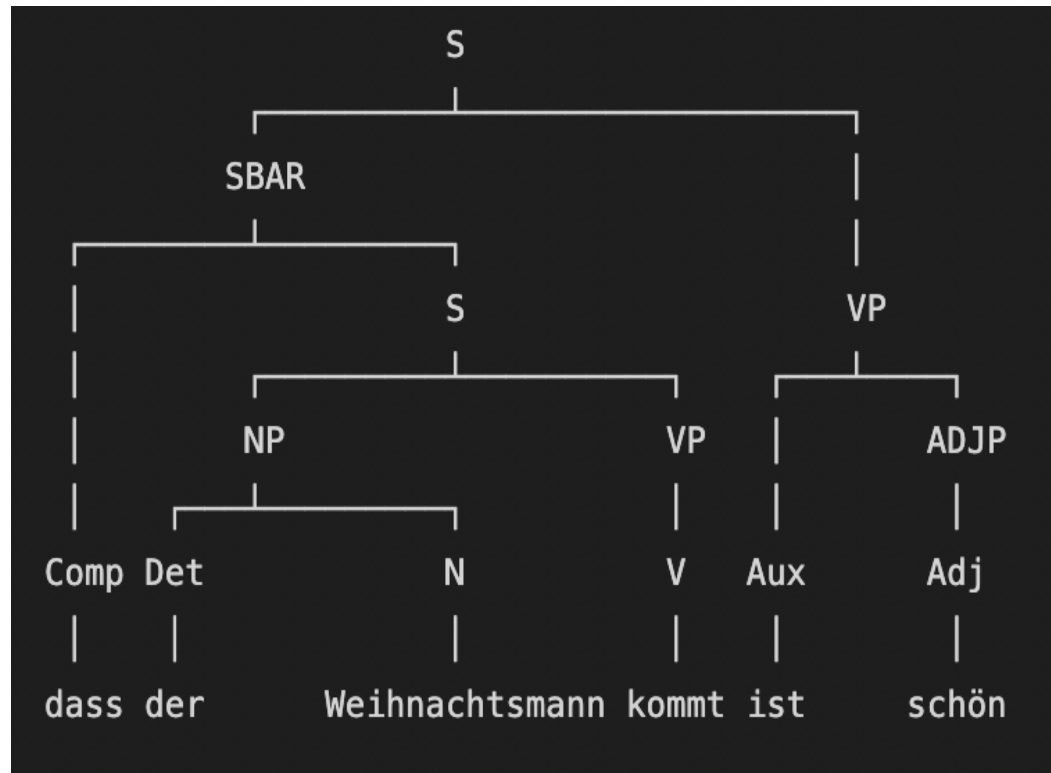 S
SBAR
S VP
NP VP ADJP
Comp Det N V Aux Adj
dass der Weihnachtsmann kommt ist schön